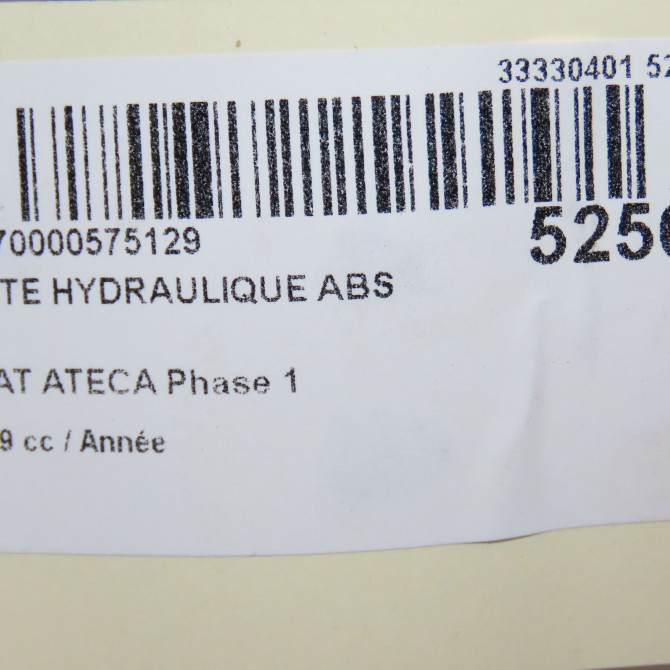 33330401 52
70000575129
525
TE HYDRAULIQUE ABS
AT ATECA Phase 1
9 cc / Année